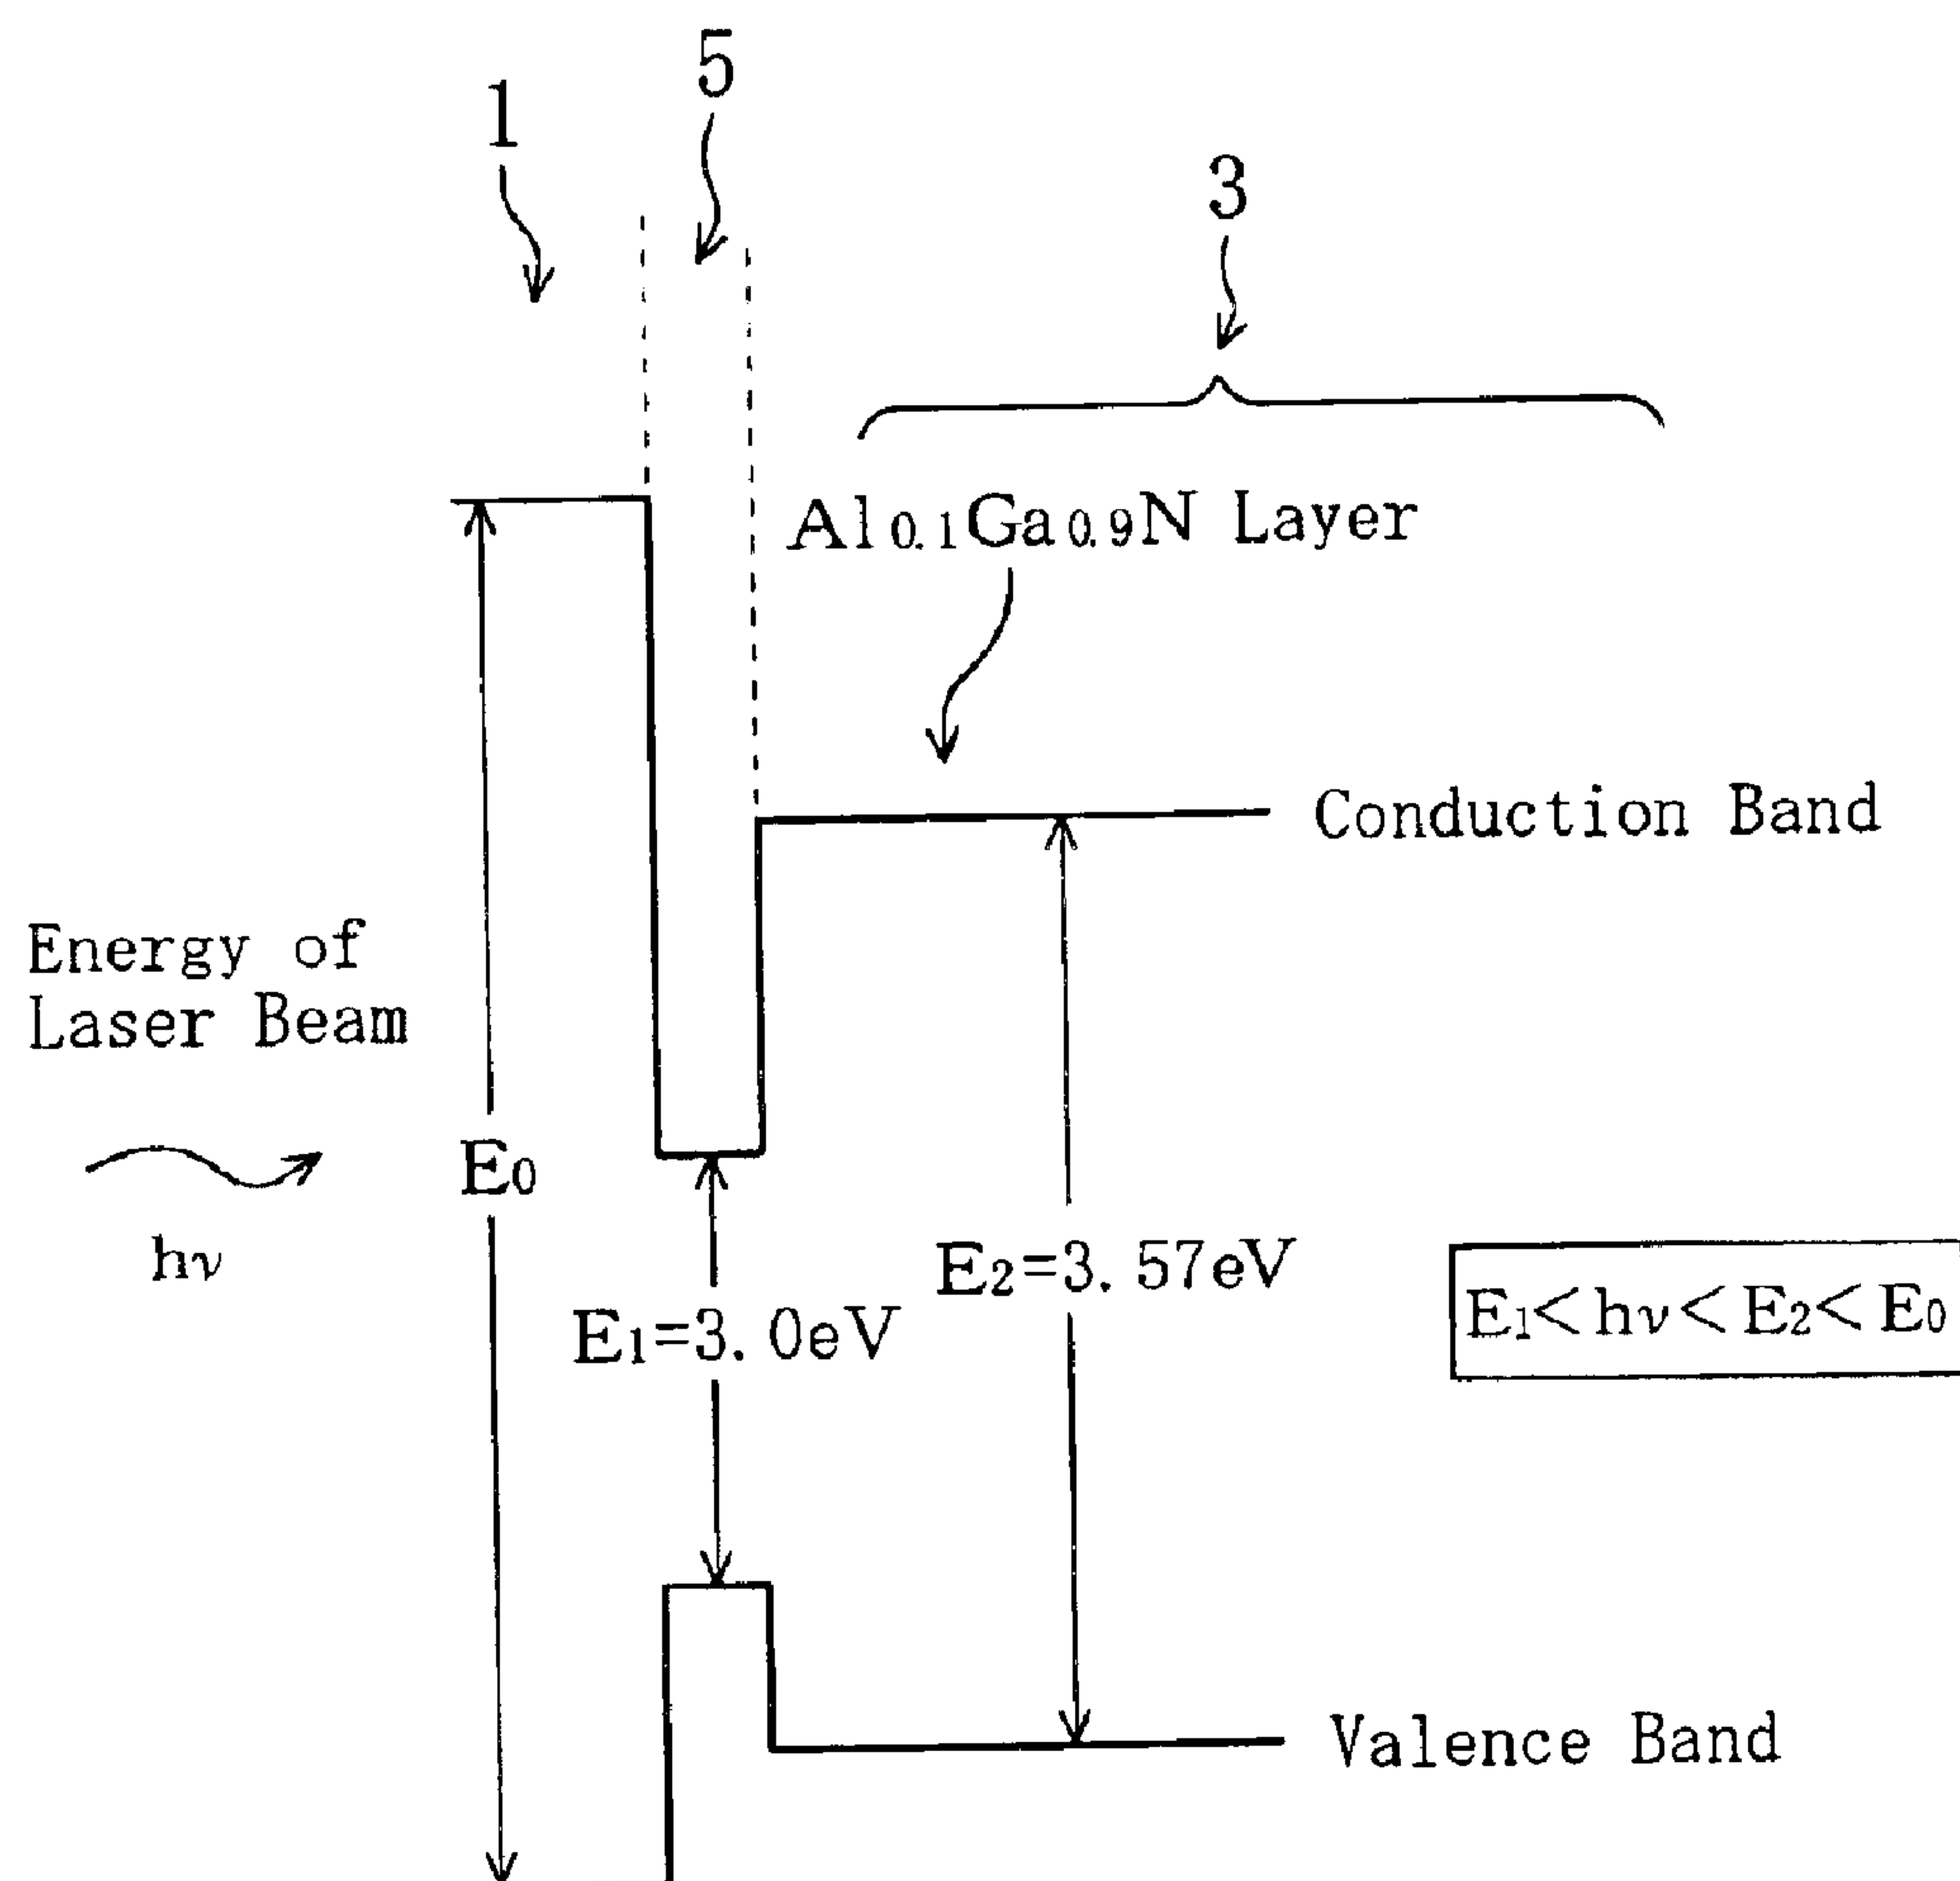 5
1
3
Al0.1Ga0.9N Layer
Conduction Band
Energy of
Laser Beam
E0
hν
E2=3.57eV
E1<hν<E2<E0
E1=3.0eV
Valence Band